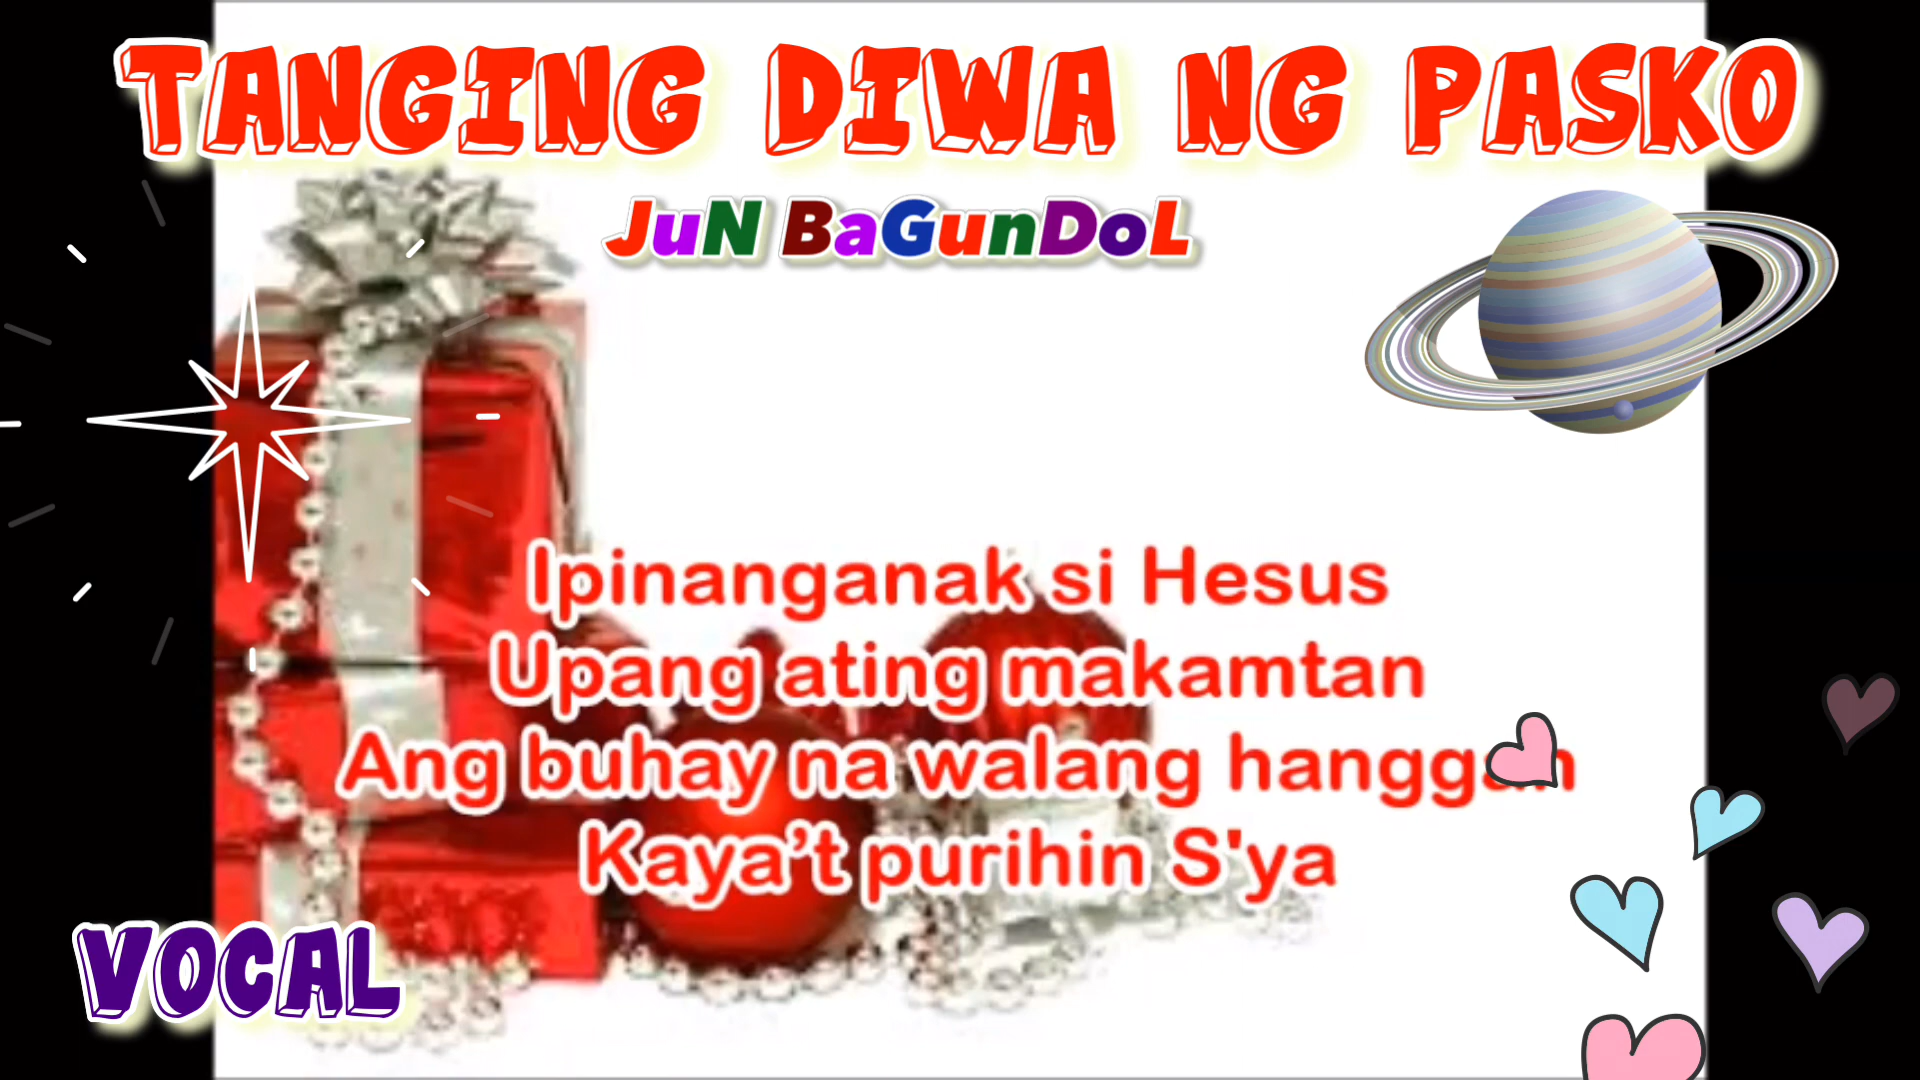 TANGING DIWA NG PASKO
JuN BaGunDoL
Ipinanganak si Hesus
Upang ating makamtan
Ang buhay na walang hanggan
Kaya’t purihin S'ya
VOCAL